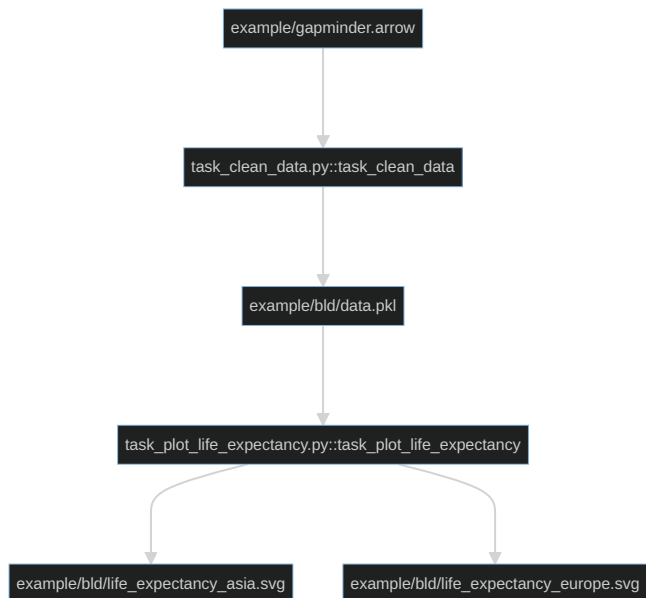 example/gapminder.arrow
task_clean_data.py::task_clean_data
example/bld/data.pkl
task_plot_life_expectancy.py::task_plot_life_expectancy
example/bld/life_expectancy_asia.svg
example/bld/life_expectancy_europe.svg